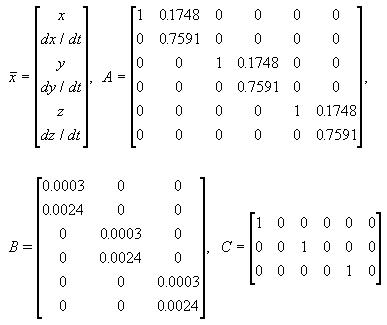 x̅ = [ x dx / dt y dy / dt z dz / dt ], A = [ 1 0.1748 0 0 0 0
0 0.7591 0 0 0 0
0 0 1 0.1748 0 0
0 0 0 0.7591 0 0
0 0 0 0 1 0.1748
0 0 0 0 0 0.7591 ],
B = [ 0.0003 0 0
0.0024 0 0
0 0.0003 0
0 0.0024 0
0 0 0.0003
0 0 0.0024 ], C = [ 1 0 0 0 0 0
0 0 1 0 0 0
0 0 0 0 1 0 ]